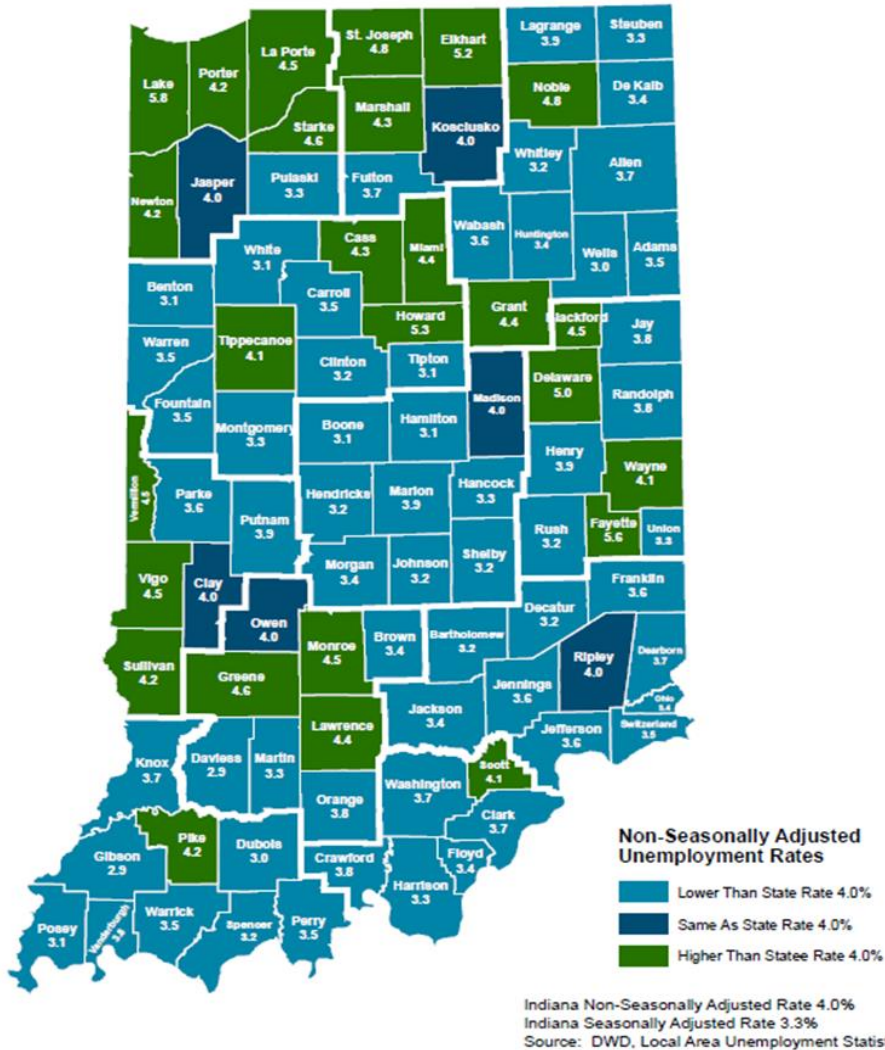 St. Joseph
4.8
Elkhart
5.2
Lagrange
3.9
Steuben
3.3
La Porte
4.5
Porter
4.2
Lake
5.8
Noble
4.8
De Kalb
3.4
Marshall
4.3
Starke
4.6
Kosciusko
4.0
Whitley
3.2
Allen
3.7
Jasper
4.0
Pulaski
3.3
Fulton
3.7
Newton
4.2
Wabash
3.6
Huntington
3.4
Wells
3.0
Adams
3.5
White
3.1
Cass
4.3
Miami
4.4
Benton
3.1
Carroll
3.5
Howard
5.3
Grant
4.4
Blackford
4.5
Jay
3.8
Warren
3.5
Tippecanoe
4.1
Clinton
3.2
Tipton
3.1
Madison
4.0
Delaware
5.0
Randolph
3.8
Fountain
3.5
Montgomery
3.3
Boone
3.1
Hamilton
3.1
Henry
3.9
Wayne
4.1
Vermillion
4.5
Parke
3.6
Putnam
3.9
Hendricks
3.2
Marion
3.9
Hancock
3.3
Rush
3.2
Fayette
5.6
Union
3.3
Vigo
4.5
Clay
4.0
Owen
4.0
Morgan
3.4
Johnson
3.2
Shelby
3.2
Franklin
3.6
Decatur
3.2
Sullivan
4.2
Greene
4.6
Monroe
4.5
Brown
3.4
Bartholomew
3.2
Ripley
4.0
Dearborn
3.7
Jennings
3.6
Ohio
3.4
Lawrence
4.4
Jackson
3.4
Jefferson
3.6
Switzerland
3.5
Knox
3.7
Daviess
2.9
Martin
3.3
Orange
3.8
Washington
3.7
Scott
4.1
Clark
3.7
Gibson
2.9
Pike
4.2
Dubois
3.0
Crawford
3.8
Floyd
3.4
Harrison
3.3
Posey
3.1
Vanderburgh
Warrick
3.5
Spencer
3.2
Perry
3.5
Non-Seasonally Adjusted
Unemployment Rates
Lower Than State Rate 4.0%
Same As State Rate 4.0%
Higher Than Statee Rate 4.0%
Indiana Non-Seasonally Adjusted Rate 4.0%
Indiana Seasonally Adjusted Rate 3.3%
Source: DWD, Local Area Unemployment Statis